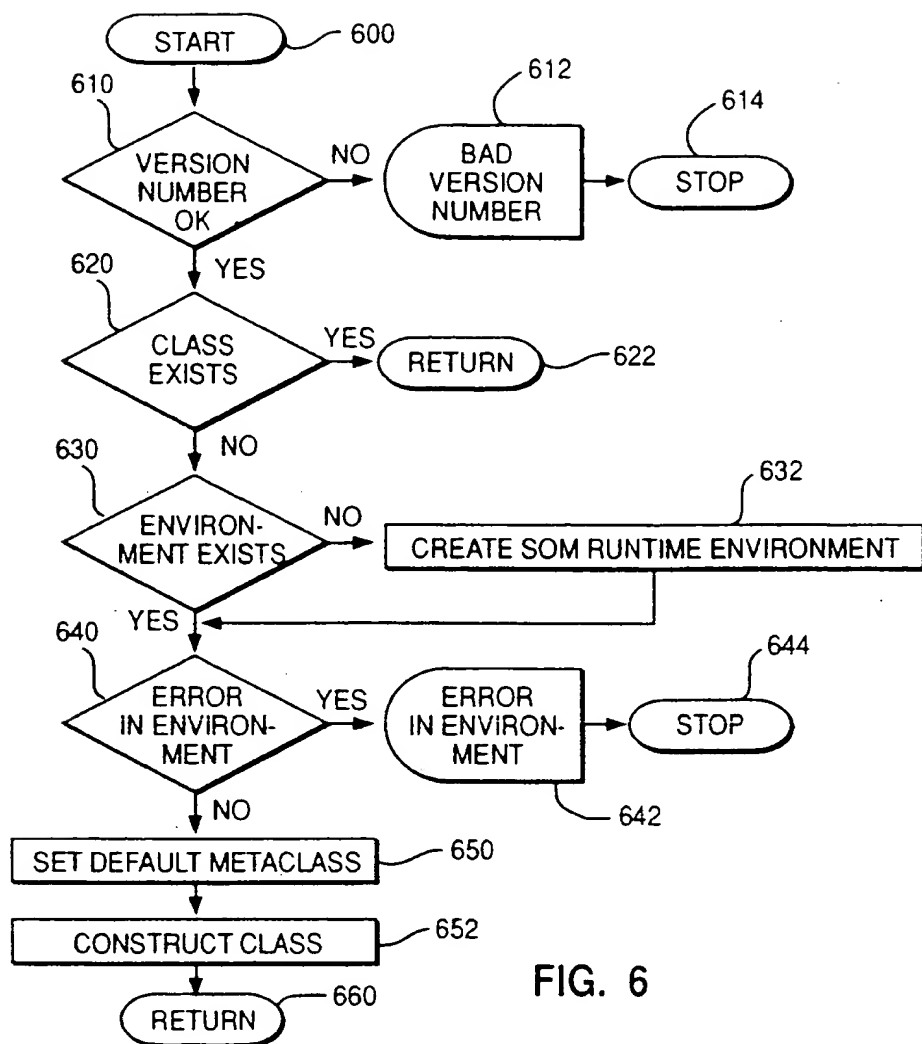 START
600
610
VERSION
NUMBER
OK
NO
612
BAD
VERSION
NUMBER
614
STOP
YES
620
CLASS
EXISTS
YES
RETURN
622
NO
630
ENVIRON-
MENT EXISTS
NO
632
CREATE SOM RUNTIME ENVIRONMENT
YES
640
ERROR
IN ENVIRON-
MENT
YES
ERROR
IN ENVIRON-
MENT
642
644
STOP
NO
SET DEFAULT METACLASS
650
CONSTRUCT CLASS
652
RETURN
660
FIG. 6